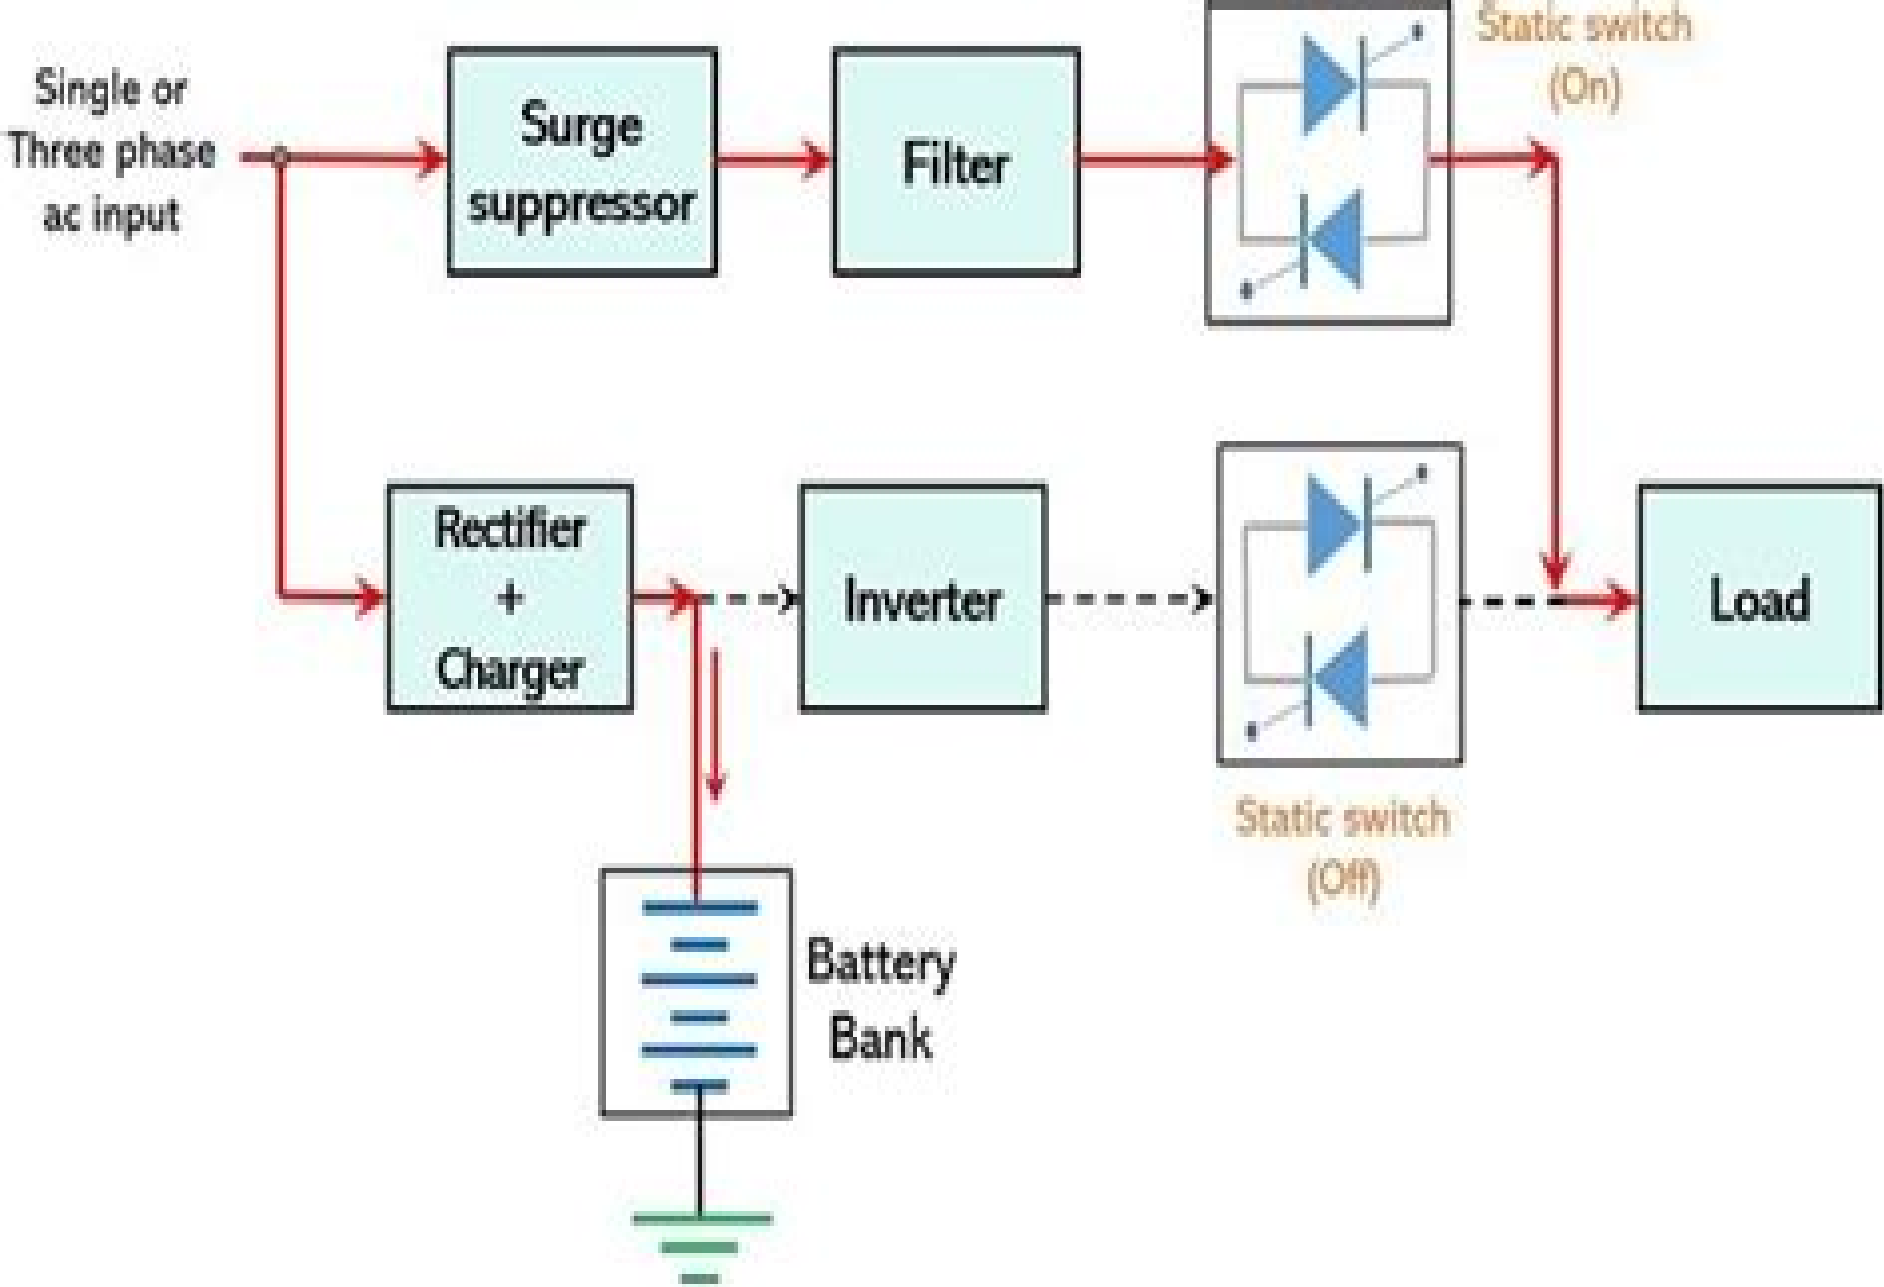 Static switch
(On)
Single or
Three phase
ac input
Surge
suppressor
Filter
Rectifier
+
Charger
Inverter
Load
Static switch
(Off)
Battery
Bank